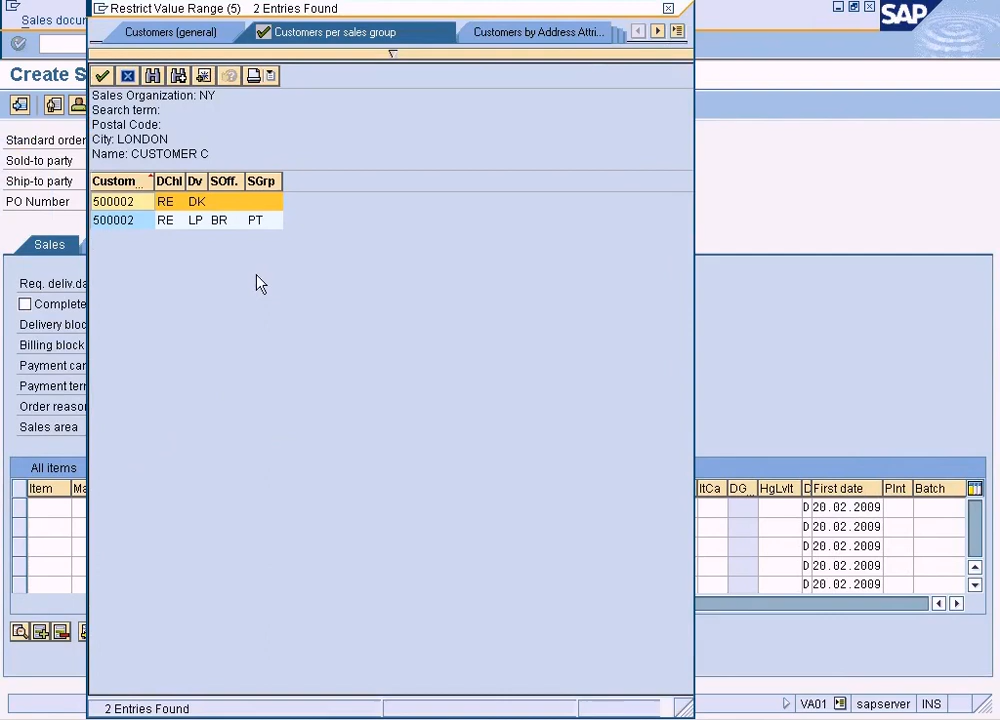 Restrict Value Range (5) 2 Entries Found
Sales docum
SAP
Customers (general)
Customers per sales group
Customers by Address Attri...
Create S
Sales Organization: NY
Search term:
Postal Code:
City: LONDON
Name: CUSTOMER C
Standard order
Sold-to party
Ship-to party
PO Number
Custom... DChl Dv SOff. SGrp
500002 RE DK
500002 RE LP BR PT
Sales
Req. deliv.da
Complete
Delivery bloc
Billing block
Payment car
Payment terr
Order reaso
Sales area
All items
Item Ma ItCa DG... HgLvIt D First date Plnt Batch
D 20.02.2009
D 20.02.2009
D 20.02.2009
D 20.02.2009
D 20.02.2009
2 Entries Found
VA01 sapserver INS